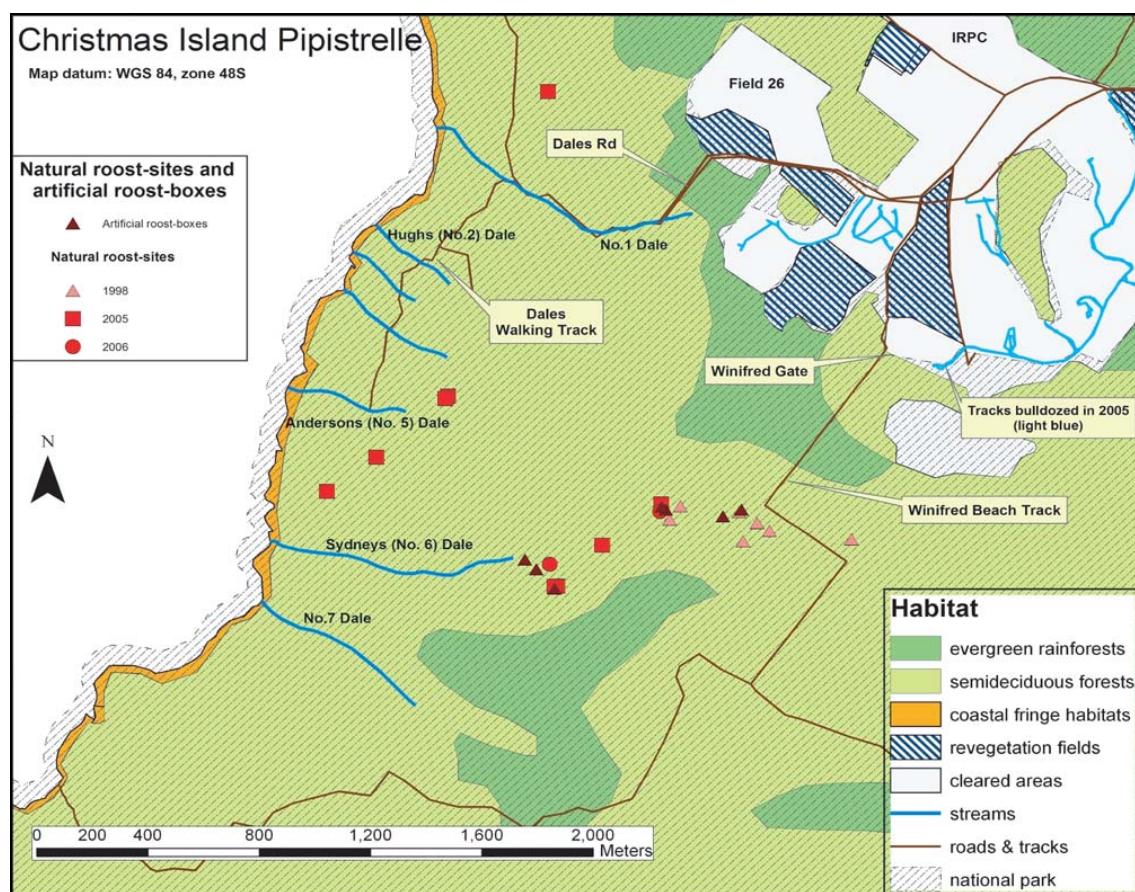 Christmas Island Pipistrelle
Map datum: WGS 84, zone 48S
IRPC
Field 26
Dales Rd
Natural roost-sites and
artificial roost-boxes
Artificial roost-boxes
Natural roost-sites
1998
2005
2006
Hughs (No.2) Dale
No.1 Dale
Dales
Walking Track
Winifred Gate
Tracks bulldozed in 2005
(light blue)
Andersons (No. 5) Dale
N
Winifred Beach Track
Sydneys (No. 6) Dale
No.7 Dale
Habitat
evergreen rainforests
semideciduous forests
coastal fringe habitats
revegetation fields
cleared areas
streams
roads & tracks
national park
0 200 400 800 1,200 1,600 2,000
Meters